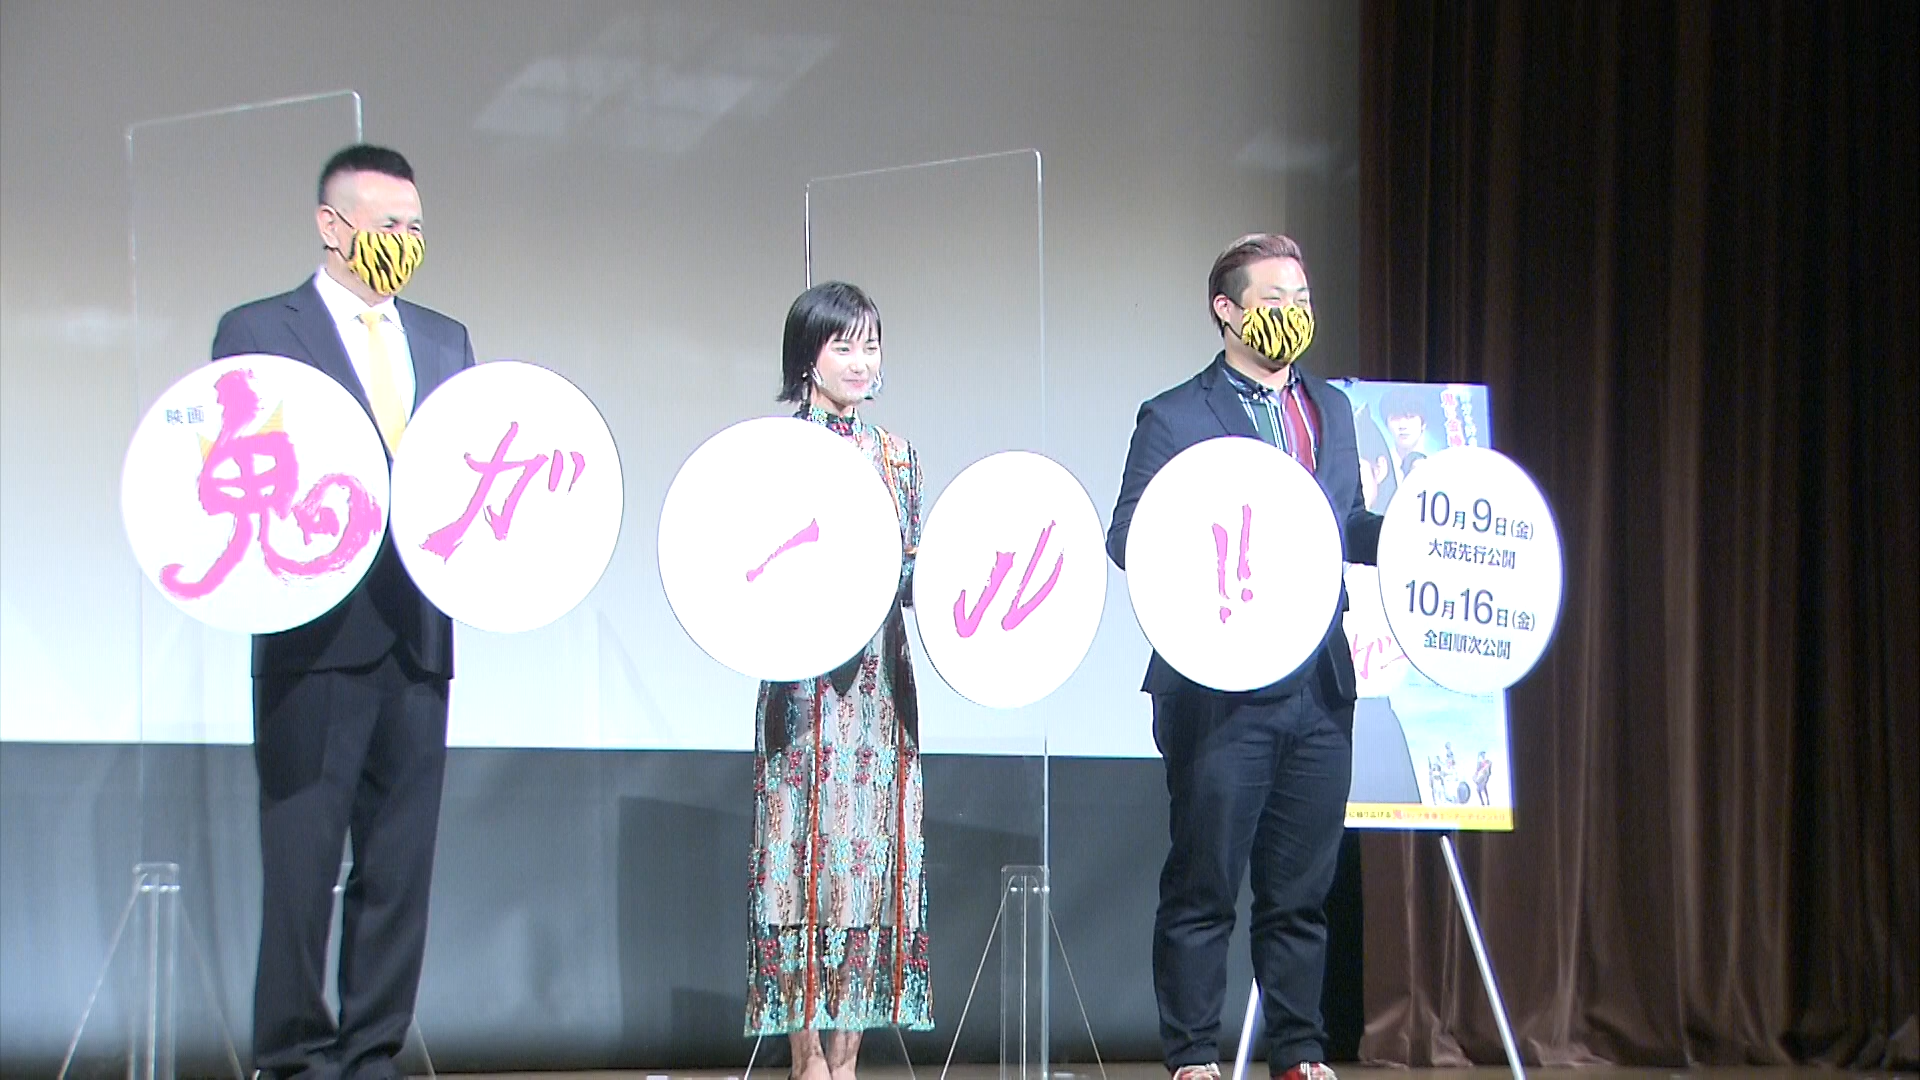 映画
鬼
ガ
ー
ル
!!
10月9日(金)
大阪先行公開
10月16日(金)
全国順次公開